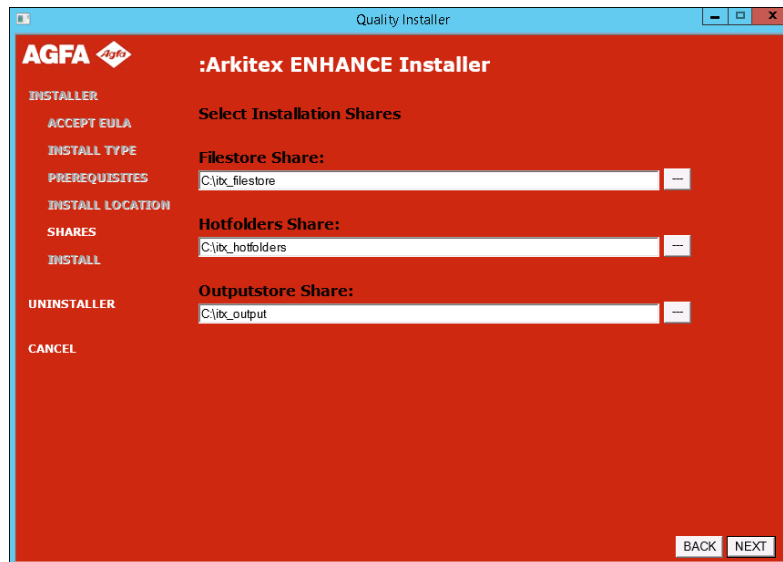 Quality Installer
AGFA Agfa
:Arkitex ENHANCE Installer
INSTALLER
ACCEPT EULA
INSTALL TYPE
PREREQUISITES
INSTALL LOCATION
SHARES
INSTALL
UNINSTALLER
CANCEL
Select Installation Shares
Filestore Share:
C:\itx_filestore
---
Hotfolders Share:
C:\itx_hotfolders
---
Outputstore Share:
C:\itx_output
---
BACK NEXT